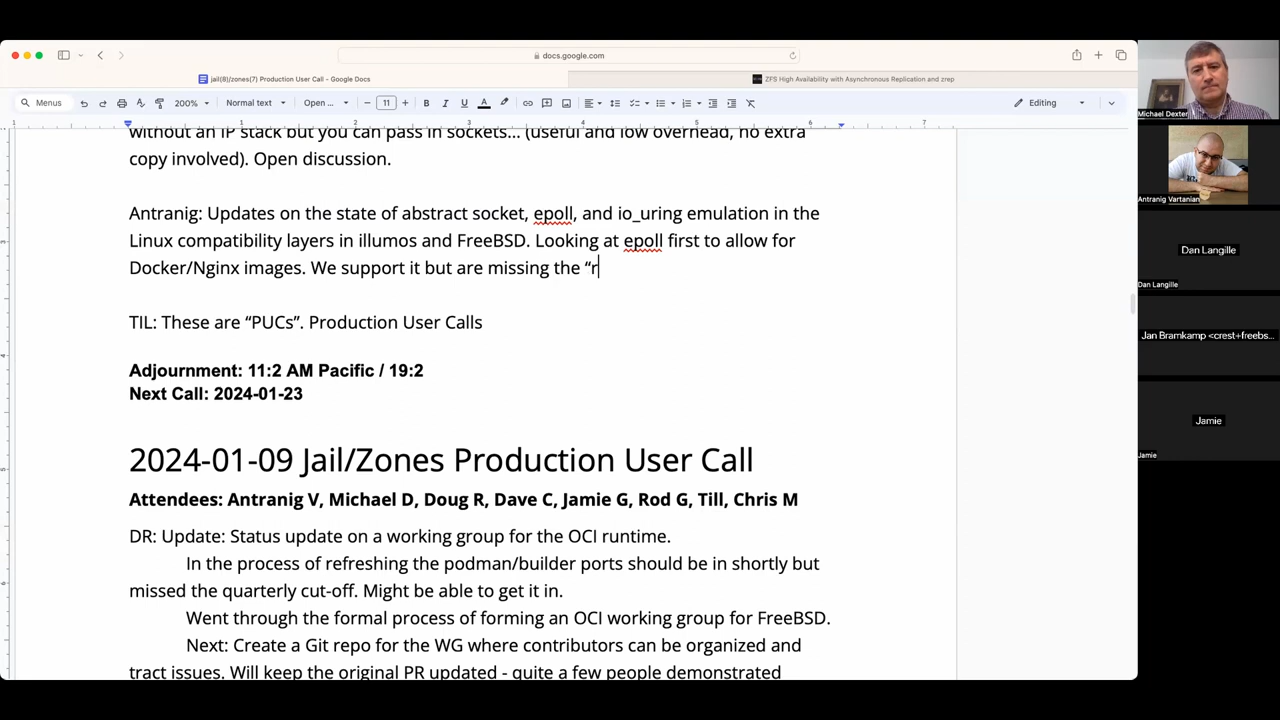 docs.google.com
jail(8)/zones(7) Production User Call - Google Docs
ZFS High Availability with Asynchronous Replication and zrep
Menus 200% Normal text Open ... 11 Editing
1 1 2 3 4 5 6 7
without an IP stack but you can pass in sockets... (useful and low overhead, no extra
copy involved). Open discussion.
Antranig: Updates on the state of abstract socket, epoll, and io_uring emulation in the
Linux compatibility layers in illumos and FreeBSD. Looking at epoll first to allow for
Docker/Nginx images. We support it but are missing the “r
TIL: These are “PUCs”. Production User Calls
Adjournment: 11:2 AM Pacific / 19:2
Next Call: 2024-01-23
2024-01-09 Jail/Zones Production User Call
Attendees: Antranig V, Michael D, Doug R, Dave C, Jamie G, Rod G, Till, Chris M
DR: Update: Status update on a working group for the OCI runtime.
In the process of refreshing the podman/builder ports should be in shortly but
missed the quarterly cut-off. Might be able to get it in.
Went through the formal process of forming an OCI working group for FreeBSD.
Next: Create a Git repo for the WG where contributors can be organized and
tract issues. Will keep the original PR updated - quite a few people demonstrated
Michael Dexter
Antranig Vartanian
Dan Langille
Dan Langille
Jan Bramkamp <crest+freebs...
Jamie
Jamie